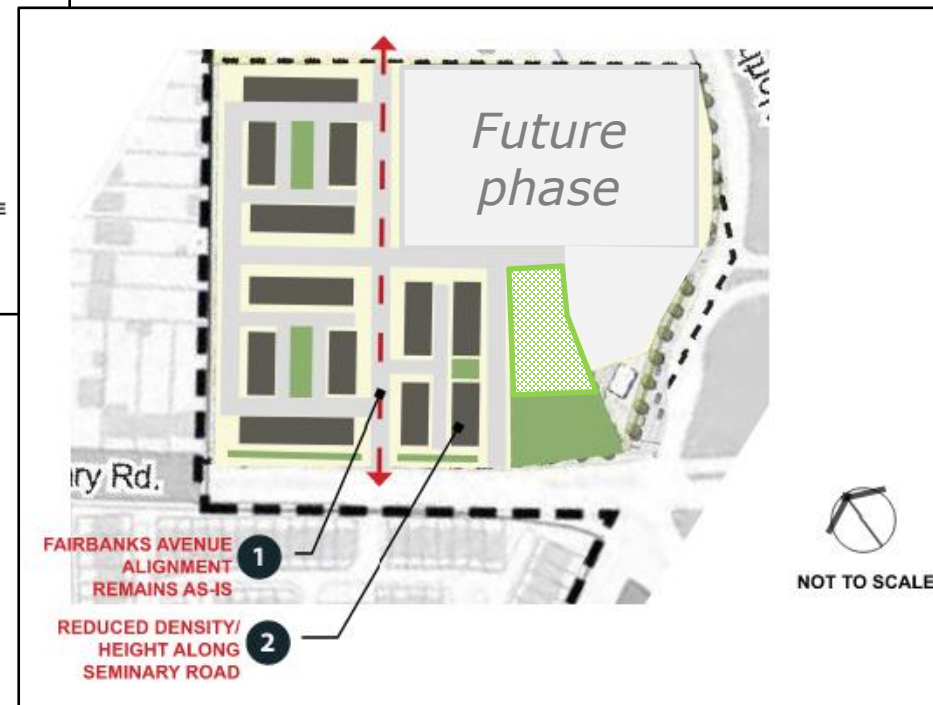 Future
phase
E
ry Rd.
FAIRBANKS AVENUE
ALIGNMENT
REMAINS AS-IS
1
REDUCED DENSITY/
HEIGHT ALONG
SEMINARY ROAD
2
NOT TO SCALE